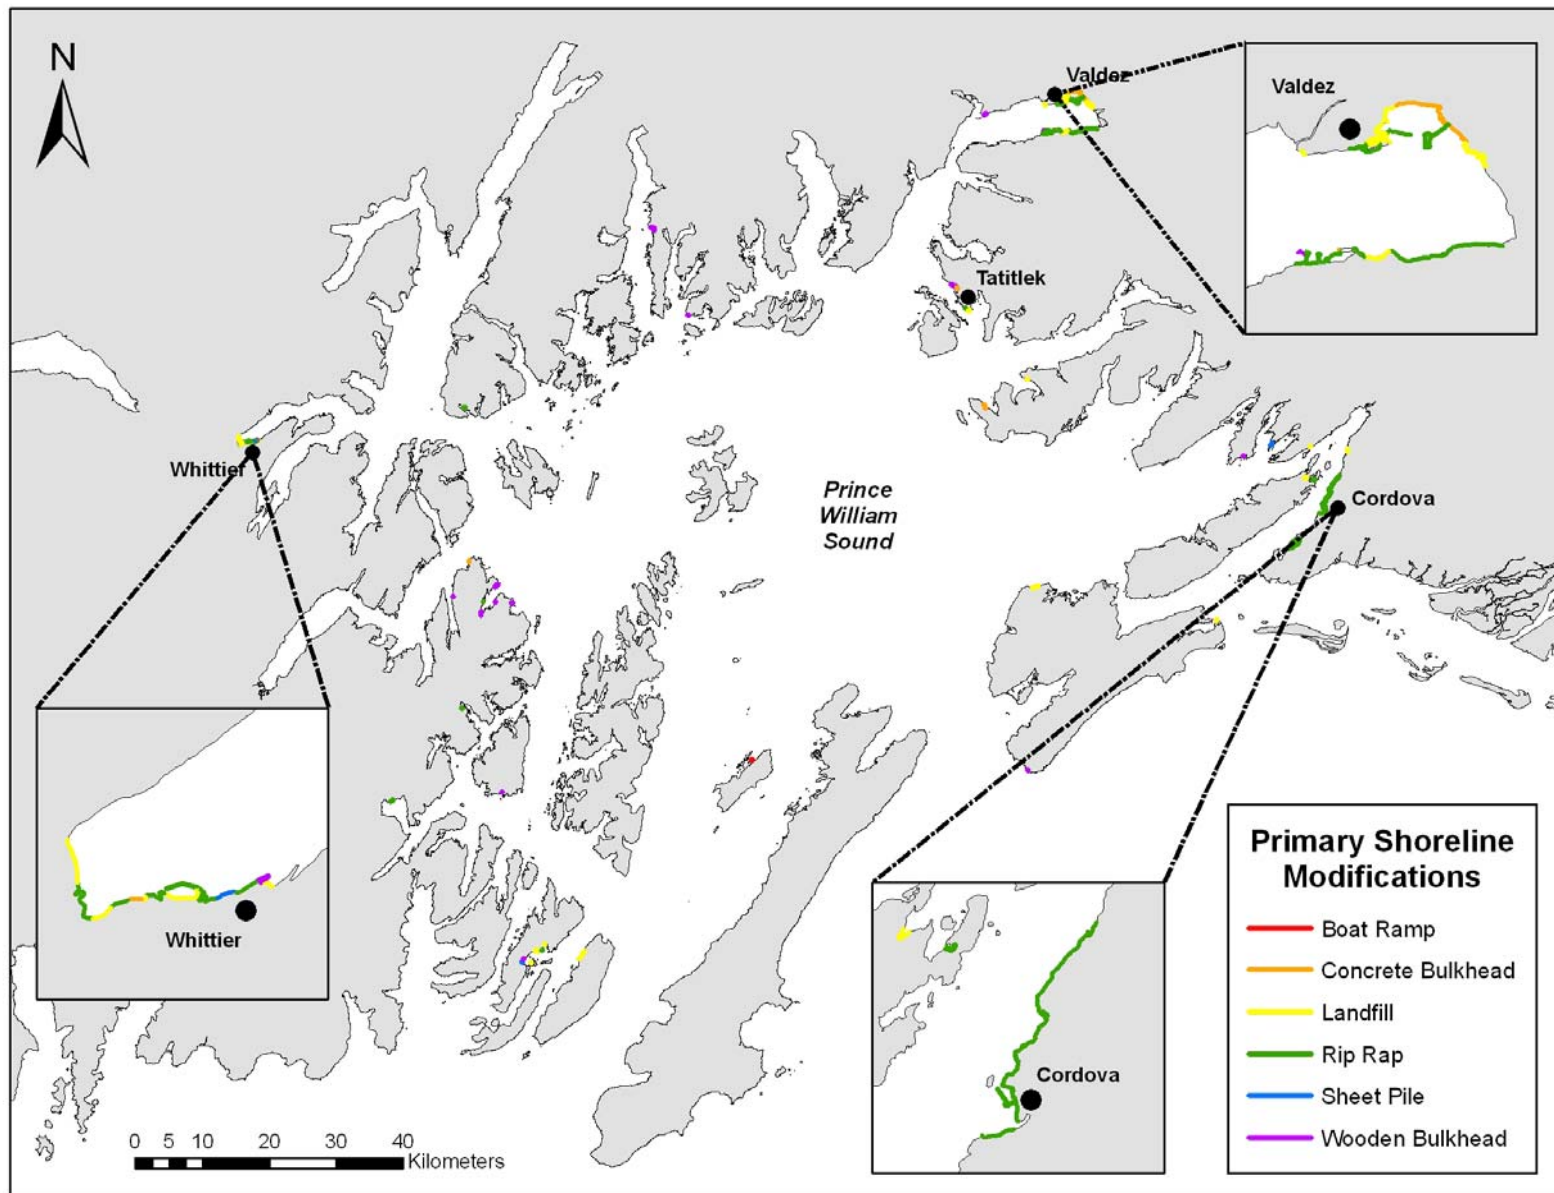 N
Valdez
Valdez
Tatitlek
Whittier
Prince
William
Sound
Cordova
Whittier
Cordova
Primary Shoreline
Modifications
Boat Ramp
Concrete Bulkhead
Landfill
Rip Rap
Sheet Pile
Wooden Bulkhead
0 5 10 20 30 40
Kilometers